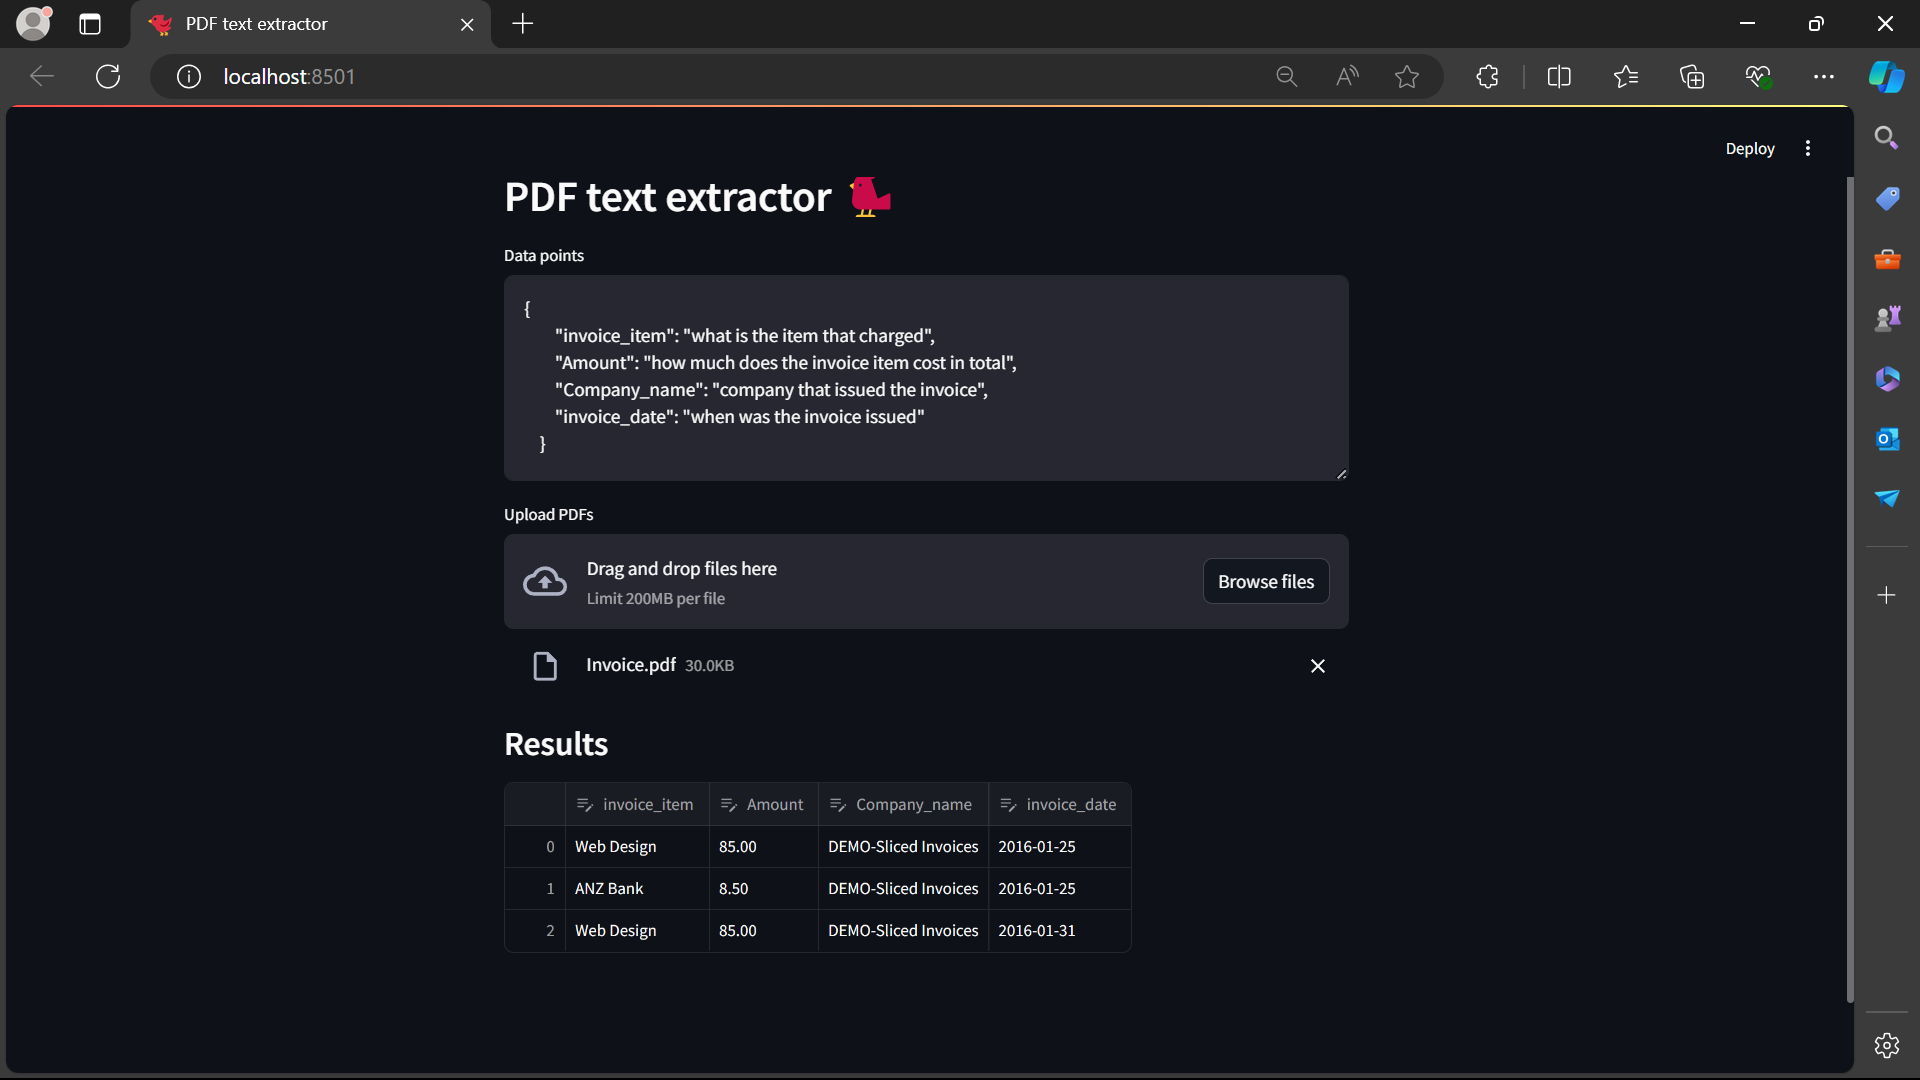 PDF text extractor
localhost:8501
Deploy
PDF text extractor
Data points
{
"invoice_item": "what is the item that charged",
"Amount": "how much does the invoice item cost in total",
"Company_name": "company that issued the invoice",
"invoice_date": "when was the invoice issued"
}
Upload PDFs
Drag and drop files here
Limit 200MB per file
Browse files
Invoice.pdf 30.0KB
Results
invoice_item Amount Company_name invoice_date
0 Web Design 85.00 DEMO-Sliced Invoices 2016-01-25
1 ANZ Bank 8.50 DEMO-Sliced Invoices 2016-01-25
2 Web Design 85.00 DEMO-Sliced Invoices 2016-01-31